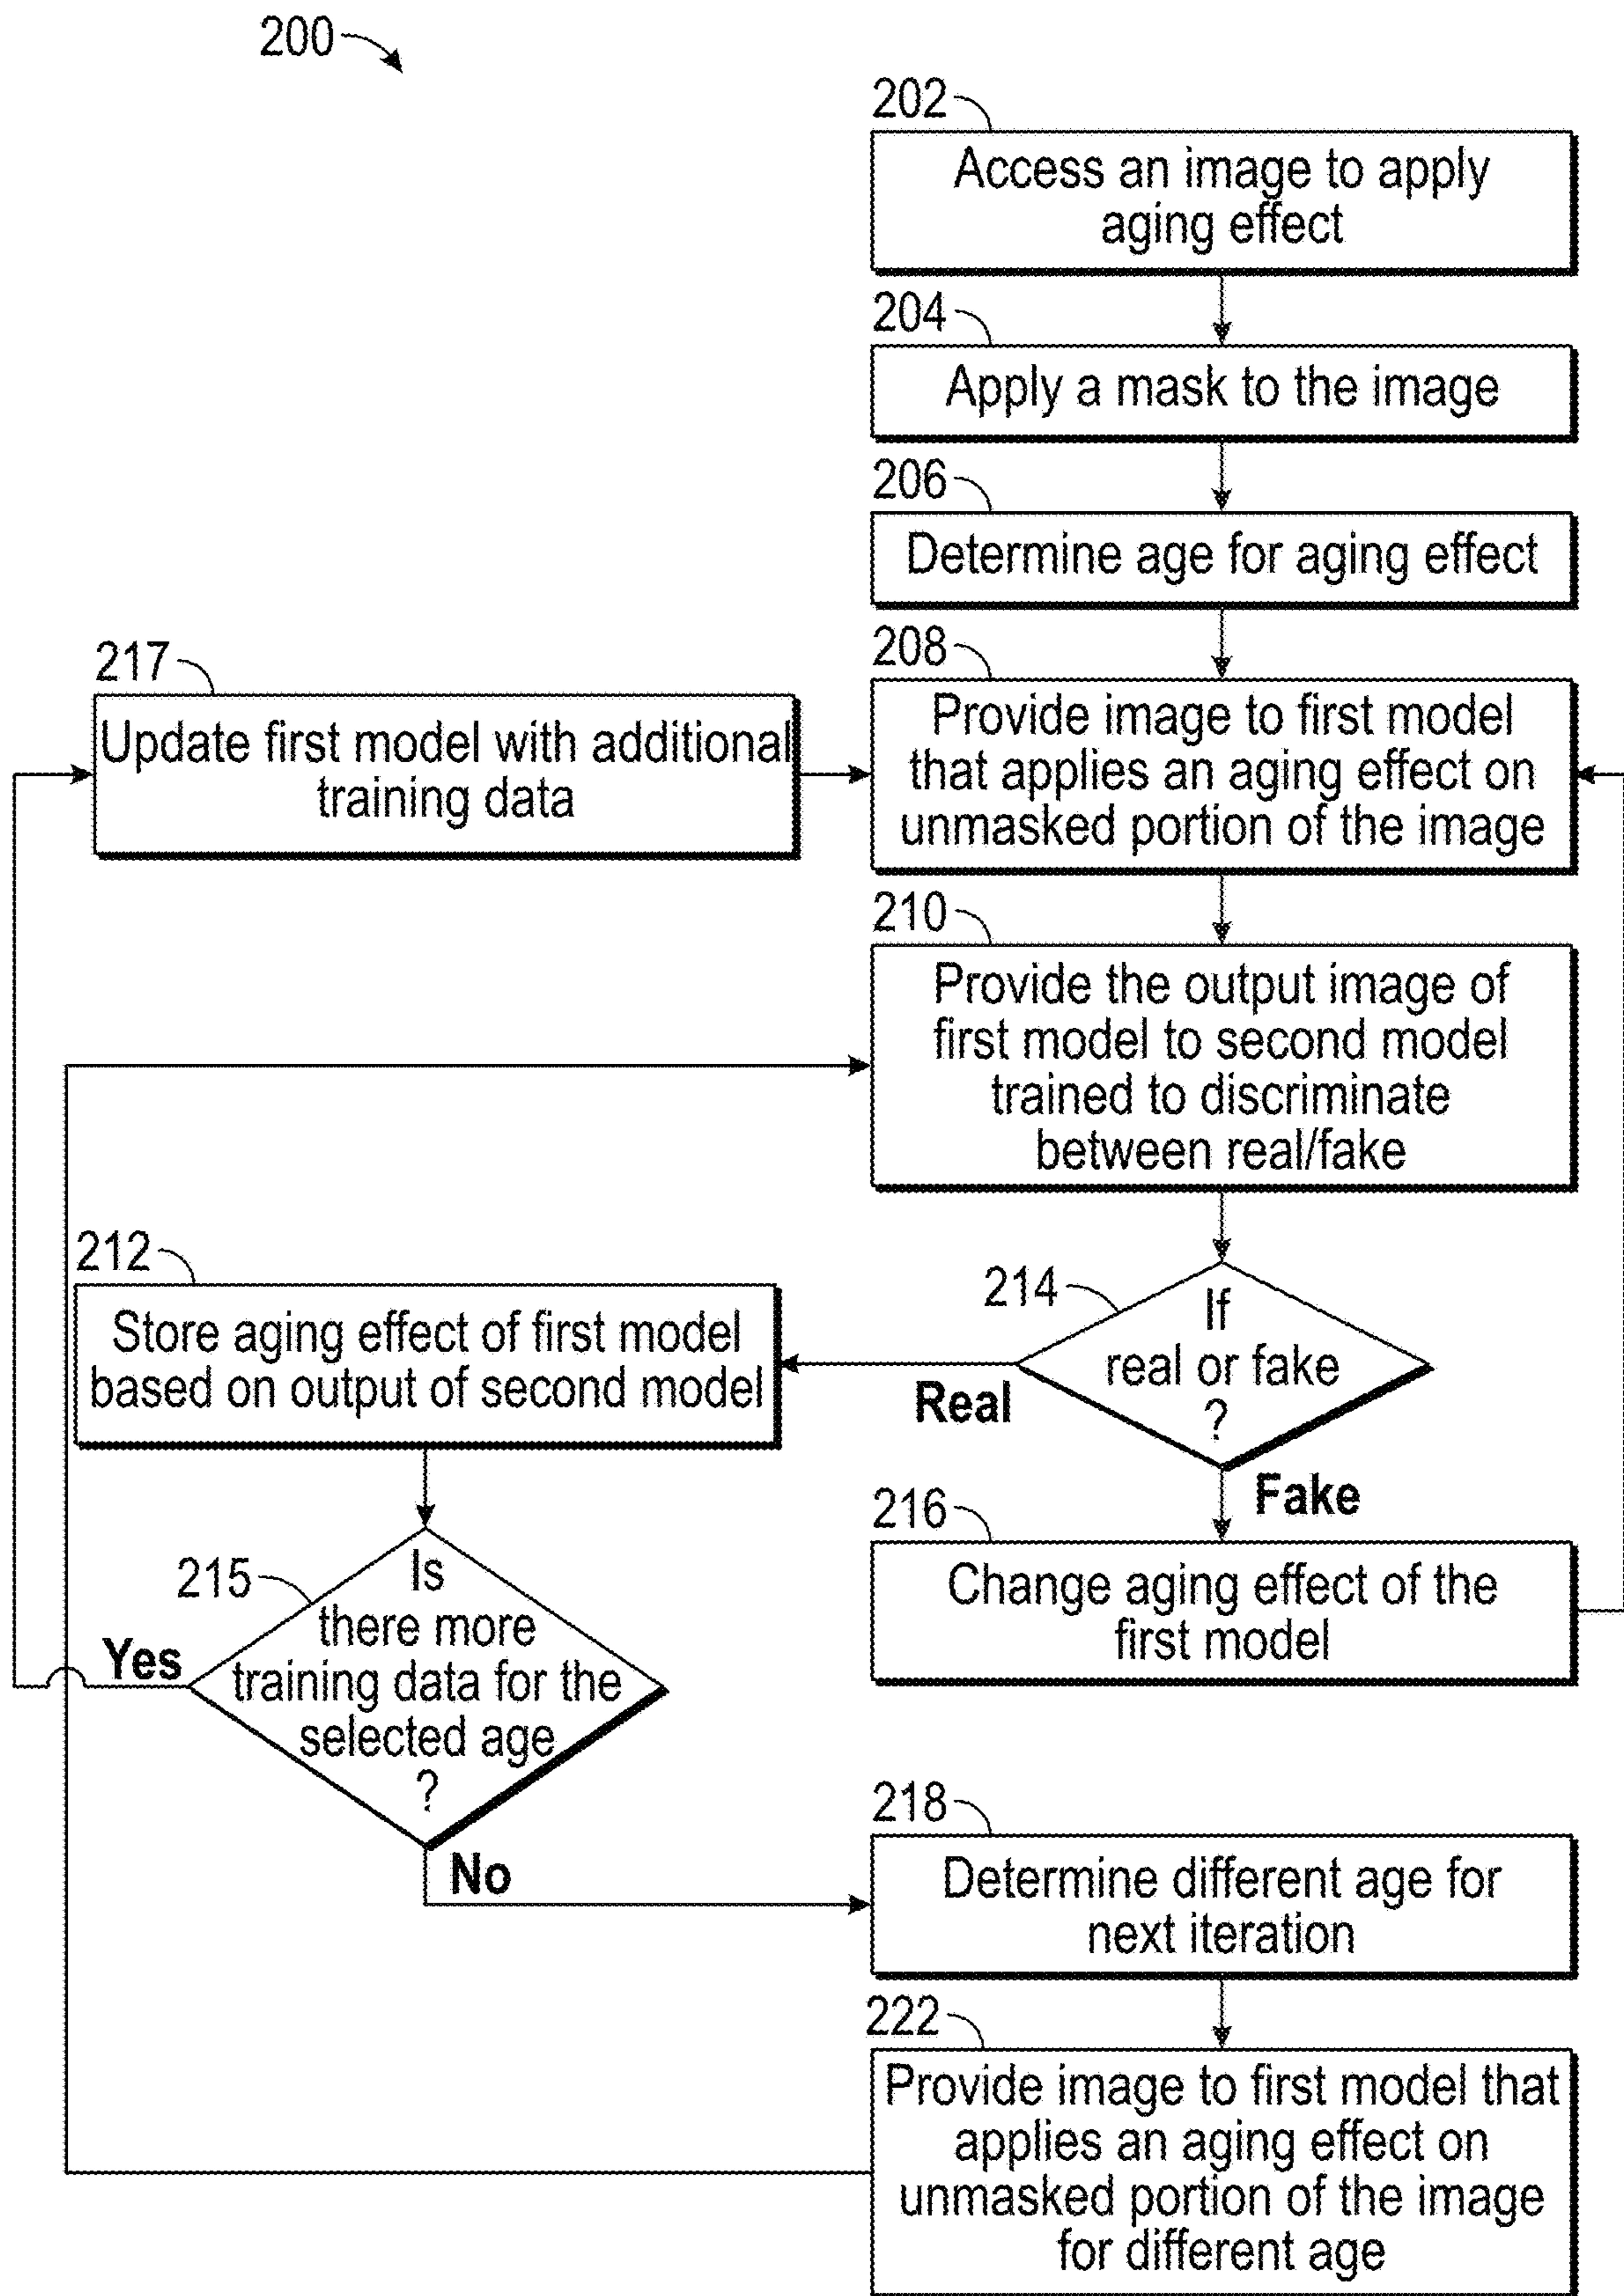 200
202
Access an image to apply
aging effect
204
Apply a mask to the image
206
Determine age for aging effect
217
Update first model with additional
training data
208
Provide image to first model
that applies an aging effect on
unmasked portion of the image
210
Provide the output image of
first model to second model
trained to discriminate
between real/fake
212
Store aging effect of first model
based on output of second model
214
If
real or fake
?
Real
Fake
216
Change aging effect of the
first model
215
Is
there more
training data for the
selected age
?
Yes
No
218
Determine different age for
next iteration
222
Provide image to first model that
applies an aging effect on
unmasked portion of the image
for different age